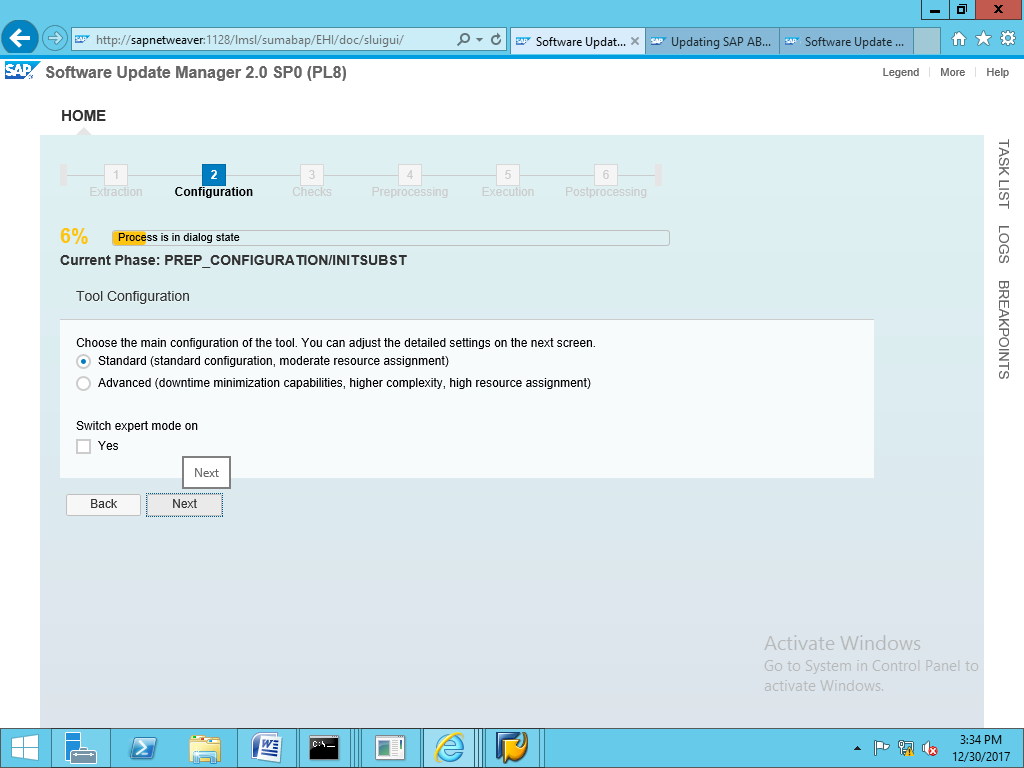 http://sapnetweaver:1128/lmsl/sumabap/EHI/doc/sluigui/
SAP Software Updat...
SAP Updating SAP AB...
SAP Software Update ...
SAP Software Update Manager 2.0 SP0 (PL8)
Legend More Help
HOME
1 2 3 4 5 6
Extraction Configuration Checks Preprocessing Execution Postprocessing
6% Process is in dialog state
Current Phase: PREP_CONFIGURATION/INITSUBST
Tool Configuration
Choose the main configuration of the tool. You can adjust the detailed settings on the next screen.
Standard (standard configuration, moderate resource assignment)
Advanced (downtime minimization capabilities, higher complexity, high resource assignment)
Switch expert mode on
Yes
Next
Back Next
TASK LIST
LOGS
BREAKPOINTS
Activate Windows
Go to System in Control Panel to
activate Windows.
C:\_
3:34 PM
12/30/2017